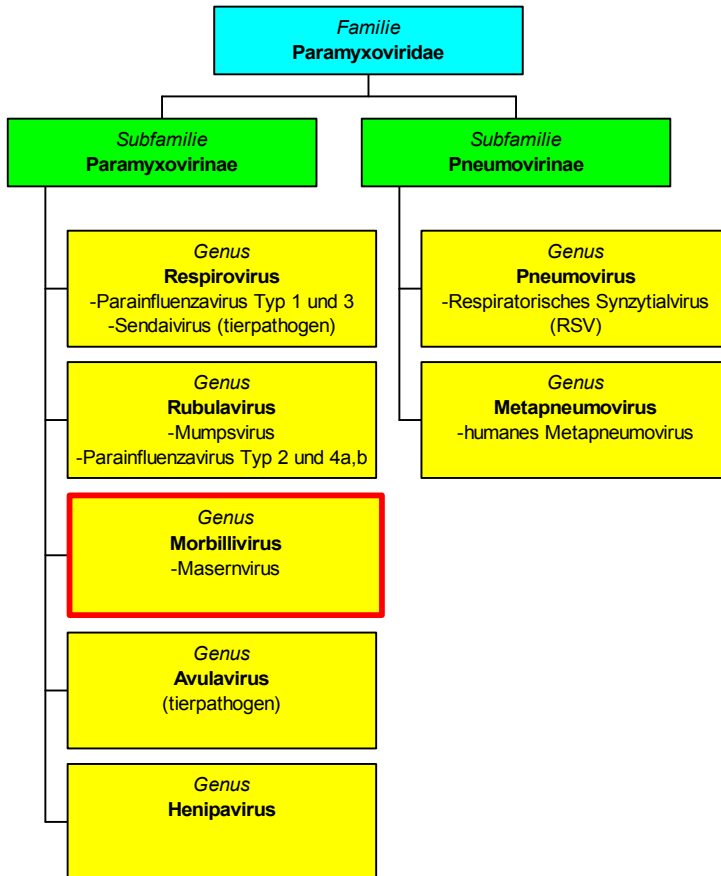 Familie
Paramyxoviridae
Subfamilie
Paramyxovirinae
Subfamilie
Pneumovirinae
Genus
Respirovirus
-Parainfluenzavirus Typ 1 und 3
-Sendaivirus (tierpathogen)
Genus
Rubulavirus
-Mumpsvirus
-Parainfluenzavirus Typ 2 und 4a,b
Genus
Morbillivirus
-Masernvirus
Genus
Avulavirus
(tierpathogen)
Genus
Henipavirus
Genus
Pneumovirus
-Respiratorisches Synzytialvirus
(RSV)
Genus
Metapneumovirus
-humanes Metapneumovirus